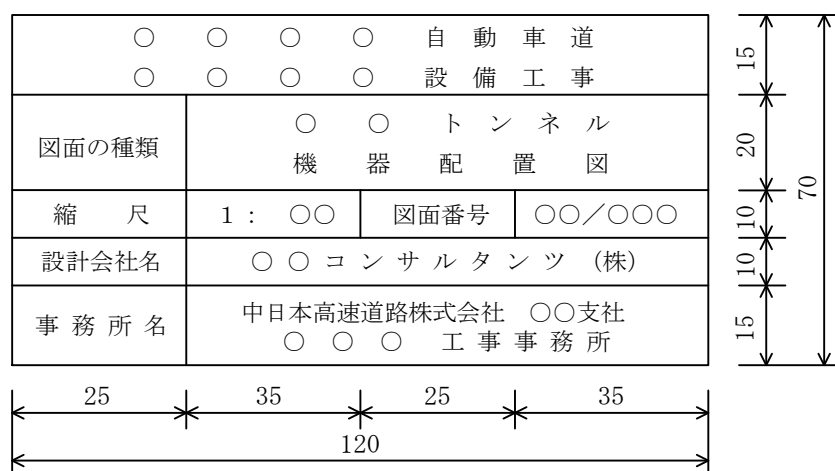 ○ ○ ○ ○ 自動車道
○ ○ ○ ○ 設備工事
図面の種類
○ ○ トンネル
機器配置図
縮 尺
1: ○○
図面番号
○○/○○○
設計会社名
○○コンサルタンツ (株)
事務所名
中日本高速道路株式会社 ○○支社
○ ○ ○ 工事事務所
15
20
10
10
15
70
25
35
25
35
120